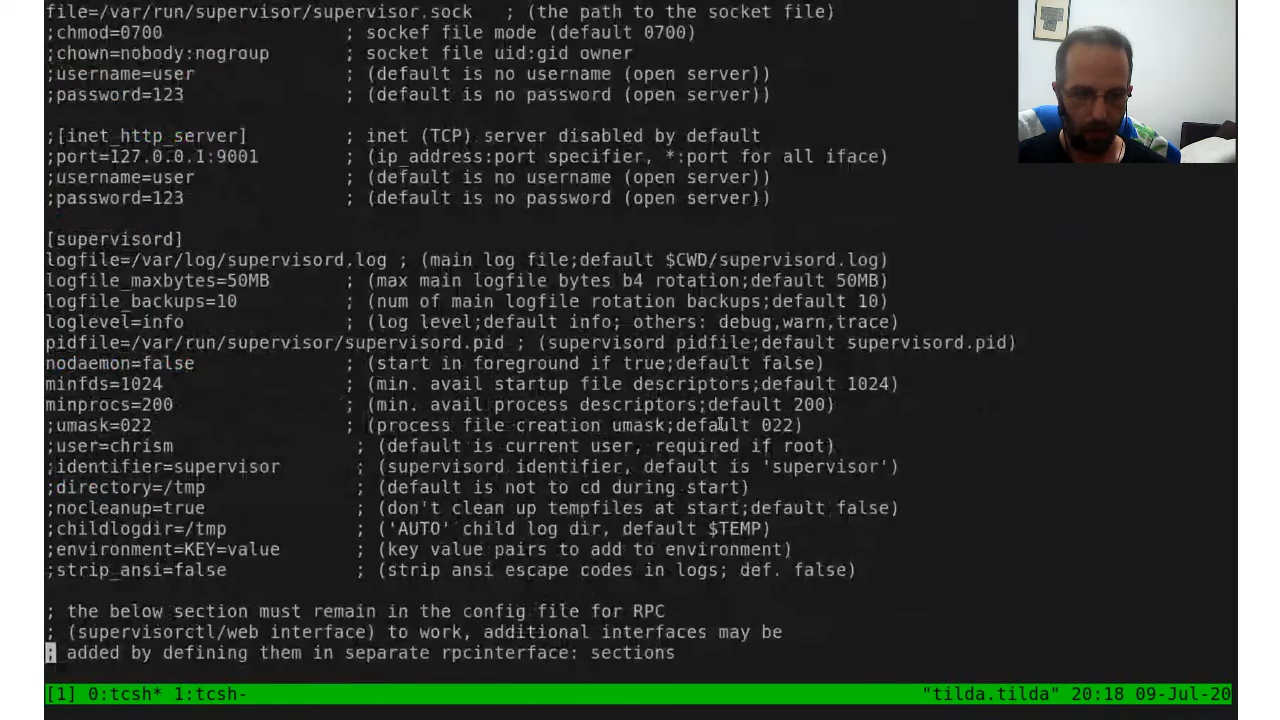 file=/var/run/supervisor/supervisor.sock   ; (the path to the socket file)
;chmod=0700                 ; sockef file mode (default 0700)
;chown=nobody:nogroup       ; socket file uid:gid owner
;username=user              ; (default is no username (open server))
;password=123               ; (default is no password (open server))
;[inet_http_server]         ; inet (TCP) server disabled by default
;port=127.0.0.1:9001        ; (ip_address:port specifier, *:port for all iface)
;username=user              ; (default is no username (open server))
;password=123               ; (default is no password (open server))
[supervisord]
logfile=/var/log/supervisord.log ; (main log file;default $CWD/supervisord.log)
logfile_maxbytes=50MB       ; (max main logfile bytes b4 rotation;default 50MB)
logfile_backups=10          ; (num of main logfile rotation backups;default 10)
loglevel=info               ; (log level;default info; others: debug,warn,trace)
pidfile=/var/run/supervisor/supervisord.pid ; (supervisord pidfile;default supervisord.pid)
nodaemon=false              ; (start in foreground if true;default false)
minfds=1024                 ; (min. avail startup file descriptors;default 1024)
minprocs=200                ; (min. avail process descriptors;default 200)
;umask=022                  ; (process file creation umask;default 022)
;user=chrism                 ; (default is current user, required if root)
;identifier=supervisor       ; (supervisord identifier, default is 'supervisor')
;directory=/tmp              ; (default is not to cd during start)
;nocleanup=true              ; (don't clean up tempfiles at start;default false)
;childlogdir=/tmp            ; ('AUTO' child log dir, default $TEMP)
;environment=KEY=value       ; (key value pairs to add to environment)
;strip_ansi=false            ; (strip ansi escape codes in logs; def. false)
; the below section must remain in the config file for RPC
; (supervisorctl/web interface) to work, additional interfaces may be
; added by defining them in separate rpcinterface: sections
[1] 0:tcsh* 1:tcsh- "tilda.tilda" 20:18 09-Jul-20